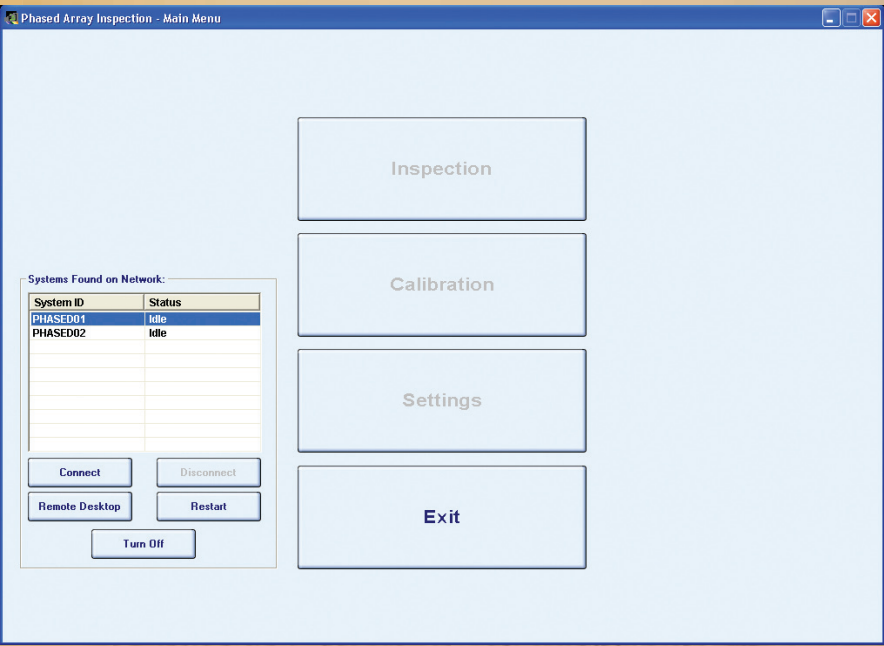 Phased Array Inspection - Main Menu
Inspection
Calibration
Settings
Exit
Systems Found on Network:
System ID Status
PHASED01 Idle
PHASED02 Idle
Connect Disconnect
Remote Desktop Restart
Turn Off